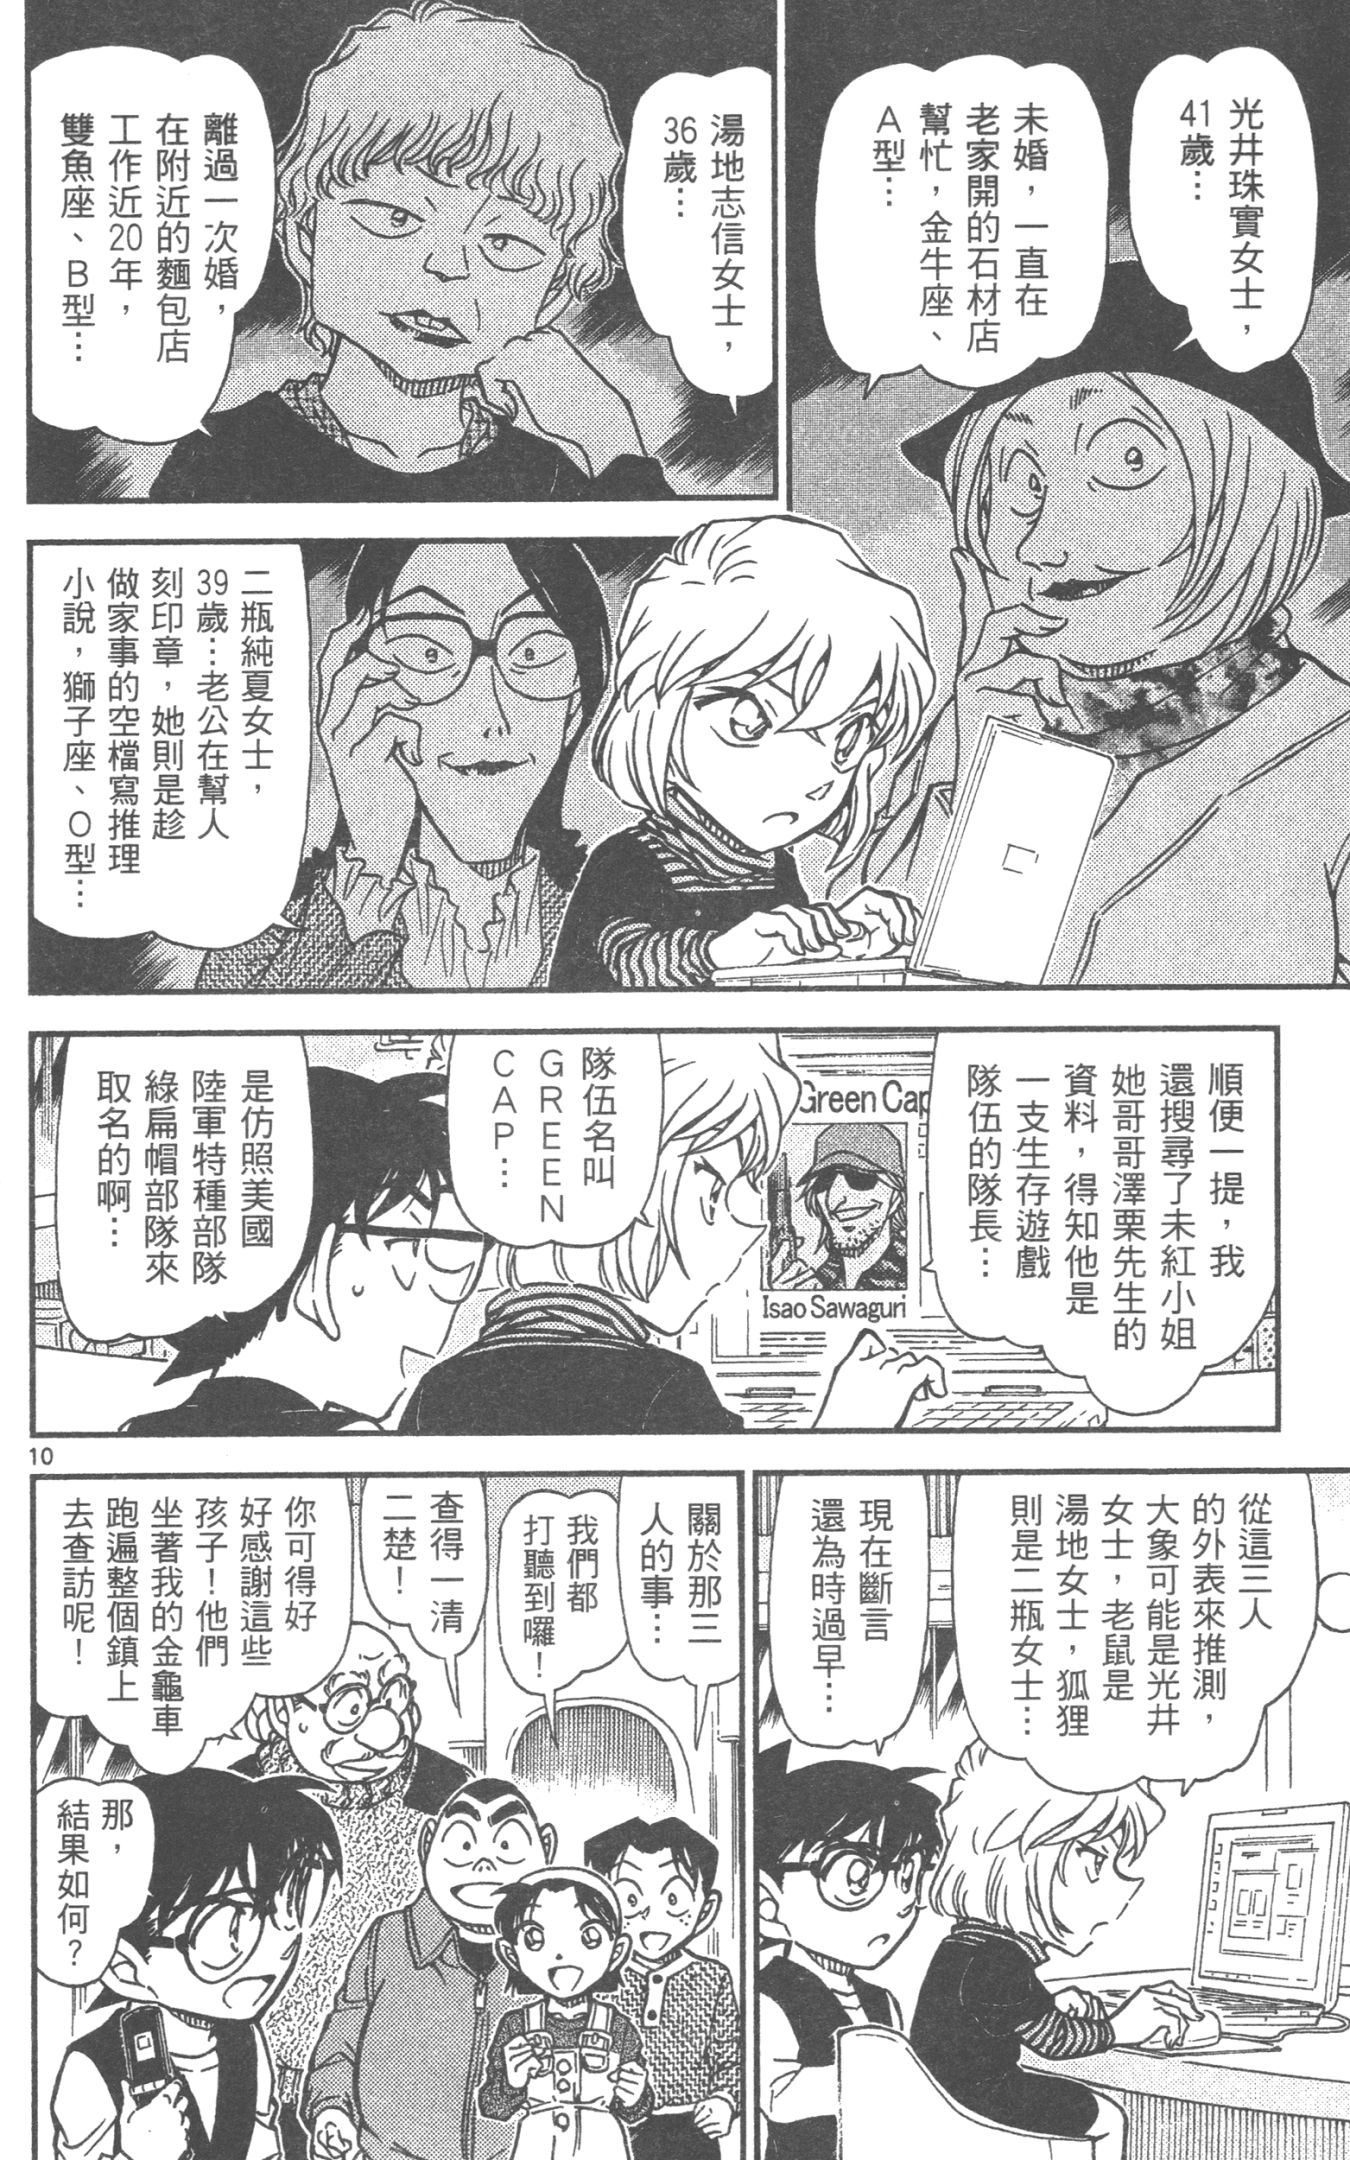 光井珠實女士，
41歲…
未婚，一直在
老家開的石材店
幫忙，金牛座、
A型…
湯地志信女士，
36歲…
離過一次婚，
在附近的麵包店
工作近20年，
雙魚座、B型…
二瓶純夏女士，
39歲…老公在幫人
刻印章，她則是趁
做家事的空檔寫推理
小說，獅子座、O型…
順便一提，我
還搜尋了未紅小姐
她哥哥澤栗先生的
資料，得知他是
一支生存遊戲
隊伍的隊長…
Green Cap
Isao Sawaguri
隊伍名叫
GREEN
CAP…
是仿照美國
陸軍特種部隊
綠扁帽部隊來
取名的啊…
10
從這三人
的外表來推測，
大象可能是光井
女士，老鼠是
湯地女士，狐狸
則是二瓶女士…
現在斷言
還為時過早…
關於那三
人的事…
我們都
打聽到囉！
查得一清
二楚！
你可得好
好感謝這些
孩子！他們
坐著我的金龜車
跑遍整個鎮上
去查訪呢！
那，
結果如何？